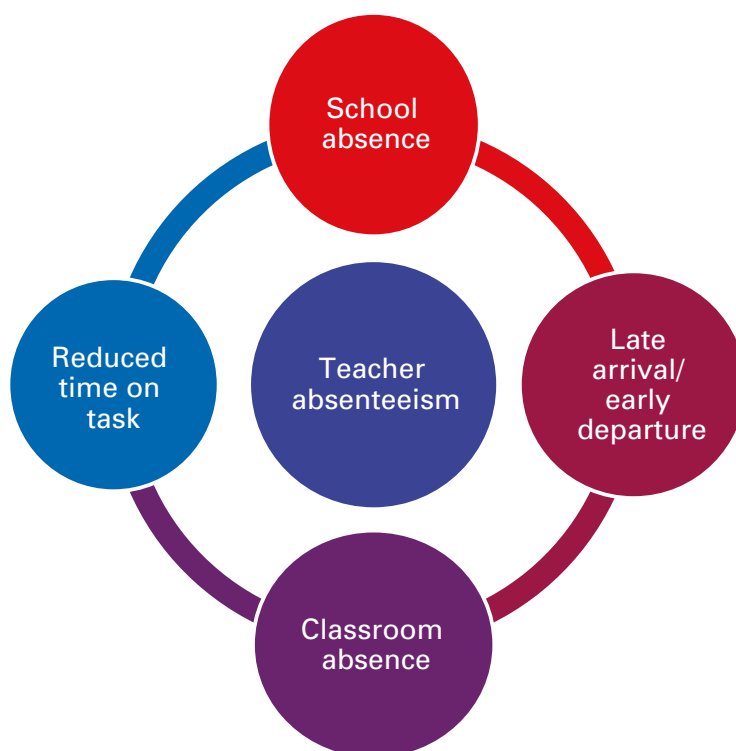 School
absence
Late
arrival/
early
departure
Classroom
absence
Reduced
time on
task
Teacher
absenteeism